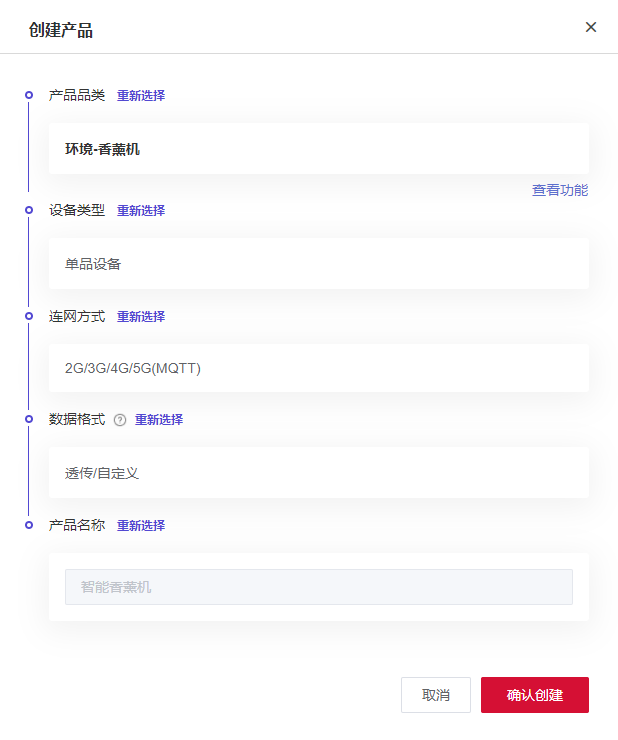 创建产品
产品品类 重新选择
环境-香薰机
查看功能
设备类型 重新选择
单品设备
连网方式 重新选择
2G/3G/4G/5G(MQTT)
数据格式 ? 重新选择
透传/自定义
产品名称 重新选择
智能香薰机
取消 确认创建